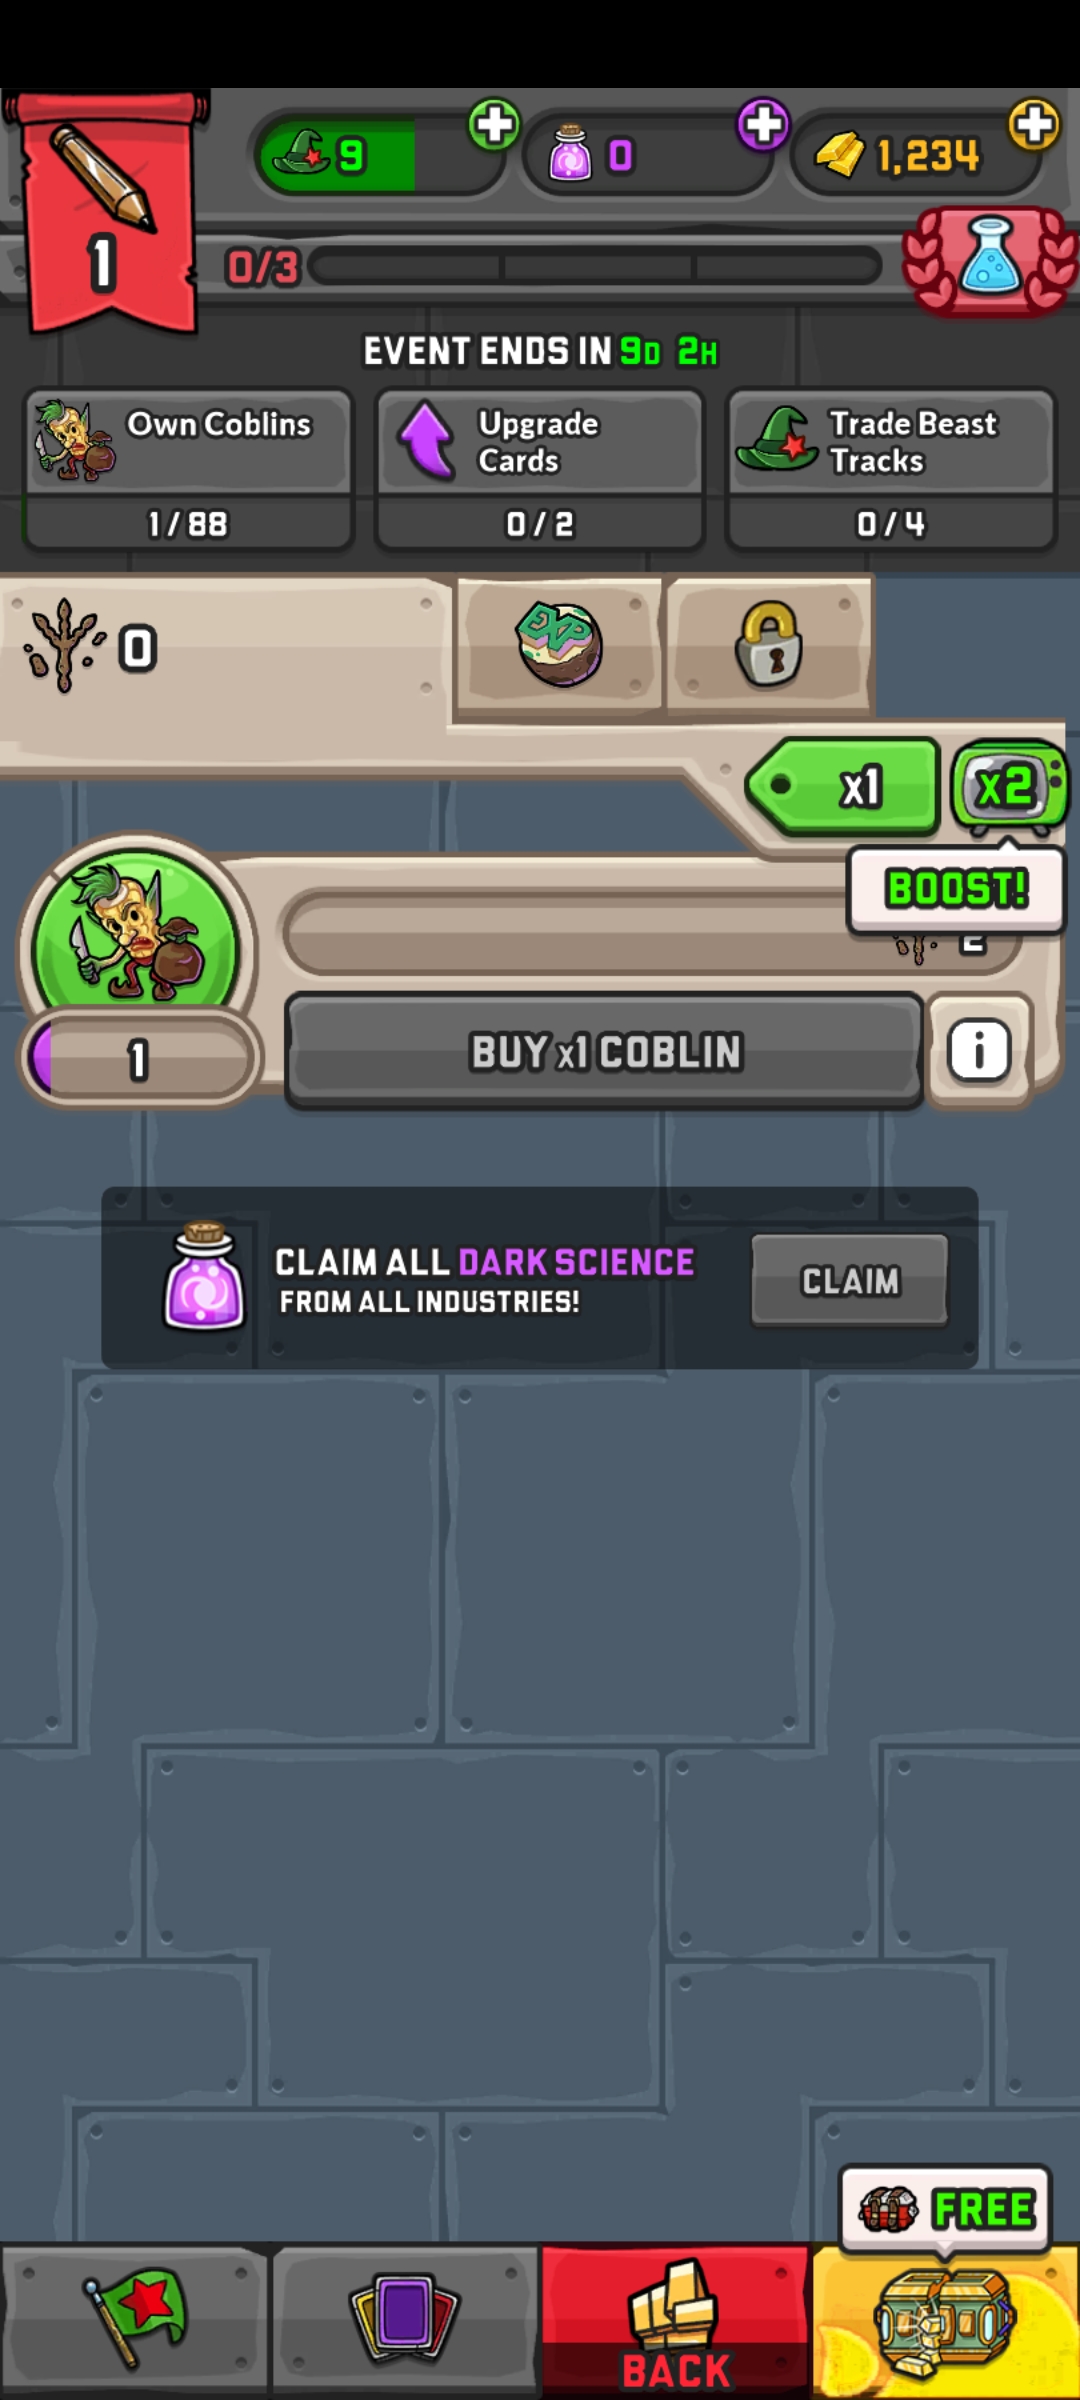 9
0
1,234
1
0/3
EVENT ENDS IN 9D 2H
Own Coblins
1/88
Upgrade
Cards
0/2
Trade Beast
Tracks
0/4
0
EXP
x1
x2
BOOST!
2
1
BUY x1 COBLIN
i
CLAIM ALL DARK SCIENCE
FROM ALL INDUSTRIES!
CLAIM
FREE
BACK